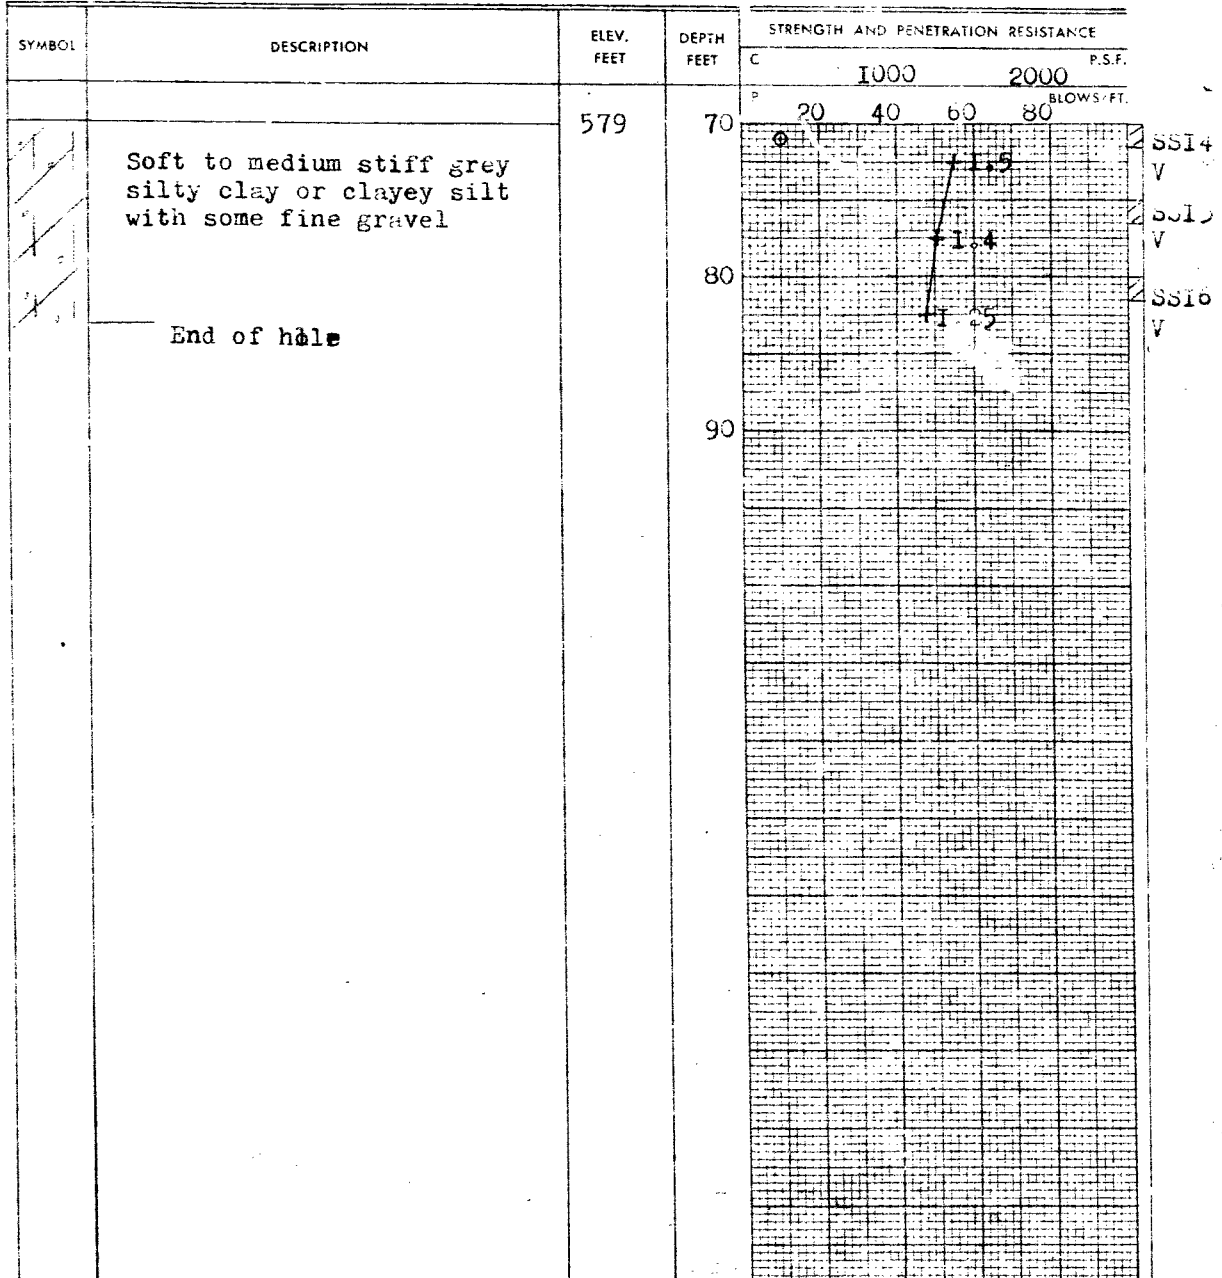 SYMBOL DESCRIPTION ELEV. FEET DEPTH FEET STRENGTH AND PENETRATION RESISTANCE
C P.S.F.
1000 2000
P BLOWS/FT.
20 40 60 80
579 70
SS14
V
Soft to medium stiff grey
silty clay or clayey silt
with some fine gravel
1.5
V
1.4
80
SS16
V
End of hole
90